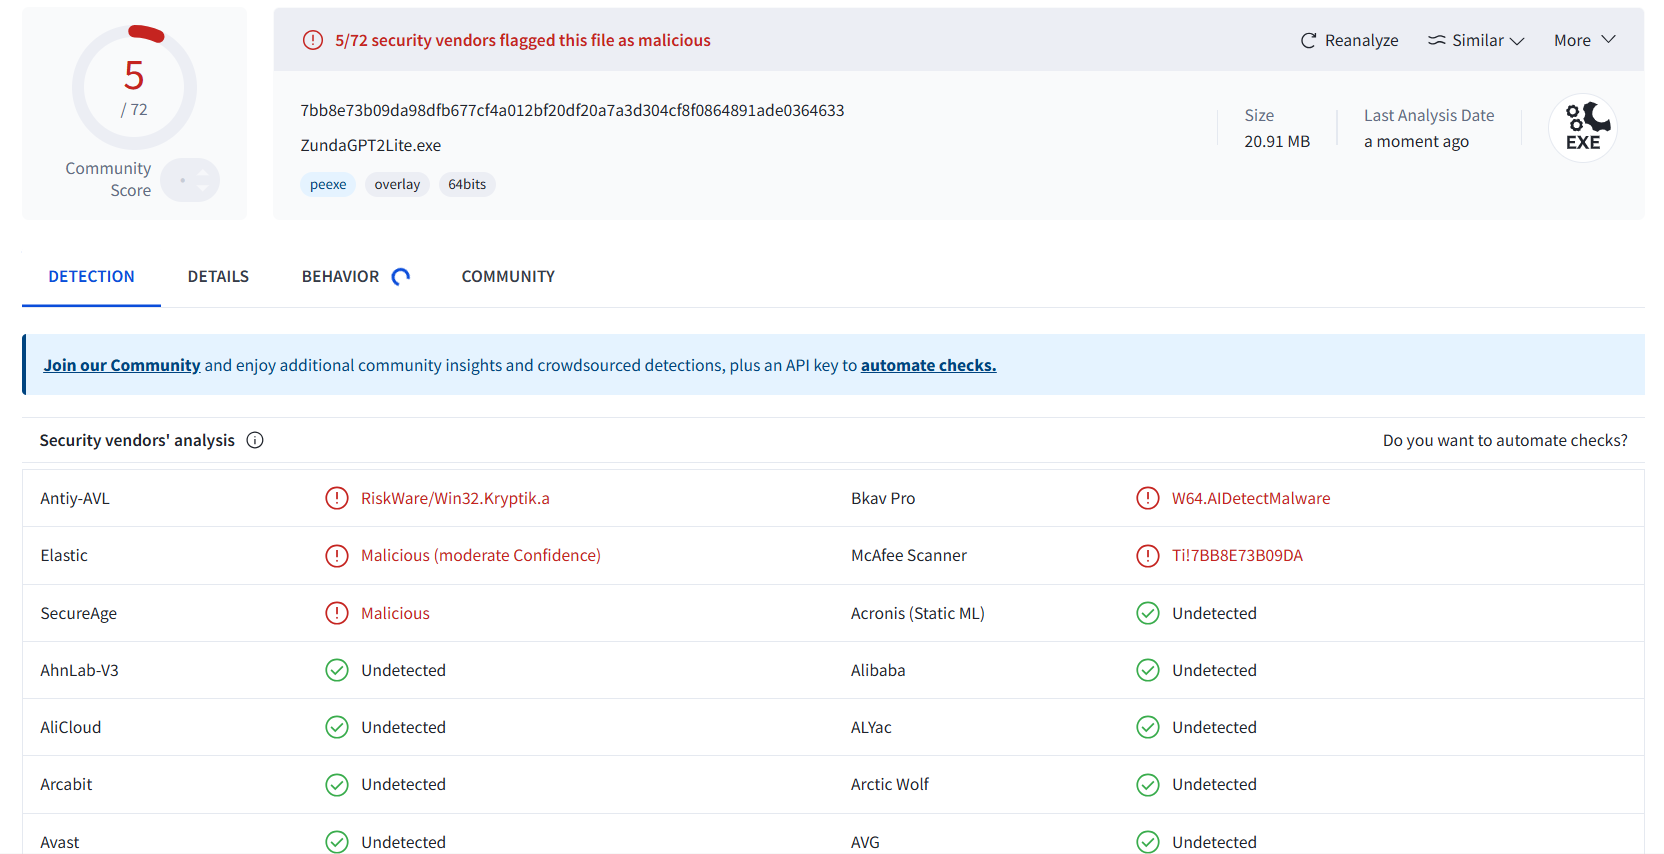 5
/ 72
Community
Score
5/72 security vendors flagged this file as malicious
Reanalyze
Similar
More
7bb8e73b09da98dfb677cf4a012bf20df20a7a3d304cf8f0864891ade0364633
ZundaGPT2Lite.exe
peexe overlay 64bits
Size
20.91 MB
Last Analysis Date
a moment ago
EXE
DETECTION DETAILS BEHAVIOR COMMUNITY
Join our Community and enjoy additional community insights and crowdsourced detections, plus an API key to automate checks.
Security vendors' analysis Do you want to automate checks?
Antiy-AVL RiskWare/Win32.Kryptik.a Bkav Pro W64.AIDetectMalware
Elastic Malicious (moderate Confidence) McAfee Scanner Ti!7BB8E73B09DA
SecureAge Malicious Acronis (Static ML) Undetected
AhnLab-V3 Undetected Alibaba Undetected
AliCloud Undetected ALYac Undetected
Arcabit Undetected Arctic Wolf Undetected
Avast Undetected AVG Undetected